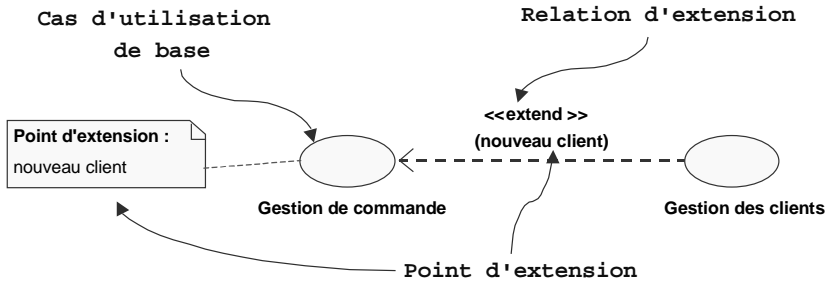 Cas d'utilisation
de base
Relation d'extension
<<extend >>
(nouveau client)
Point d'extension :
nouveau client
Gestion de commande
Gestion des clients
Point d'extension